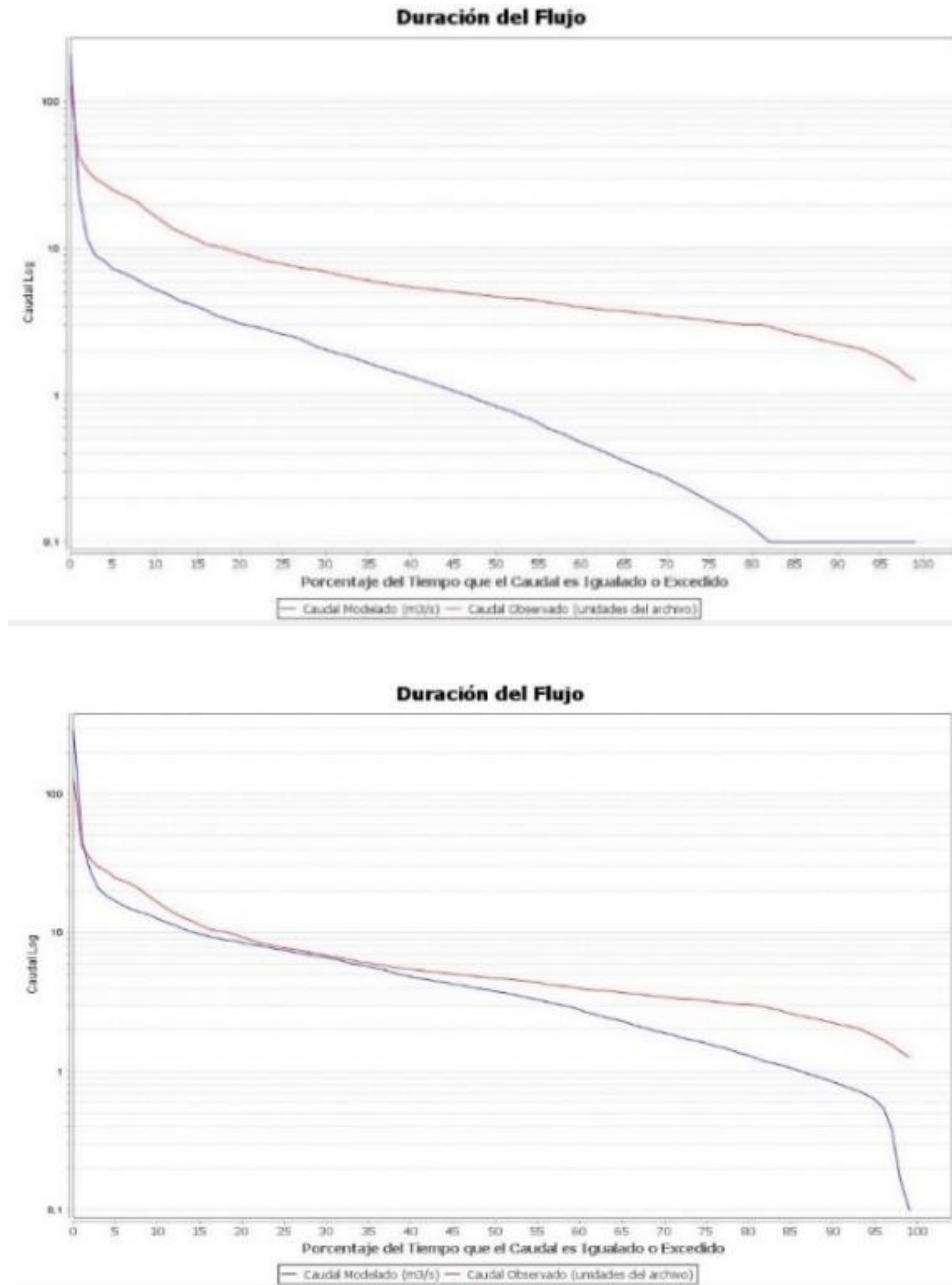 Duración del Flujo
100
10
1
0.1
Caudal Log
0 5 10 15 20 25 30 35 40 45 50 55 60 65 70 75 80 85 90 95 100
Porcentaje del Tiempo que el Caudal es Igualado o Excedido
Caudal Modelado (m3/s) Caudal Observado (unidades del archivo)
Duración del Flujo
100
10
1
0.1
Caudal Log
0 5 10 15 20 25 30 35 40 45 50 55 60 65 70 75 80 85 90 95 100
Porcentaje del Tiempo que el Caudal es Igualado o Excedido
Caudal Modelado (m3/s) Caudal Observado (unidades del archivo)